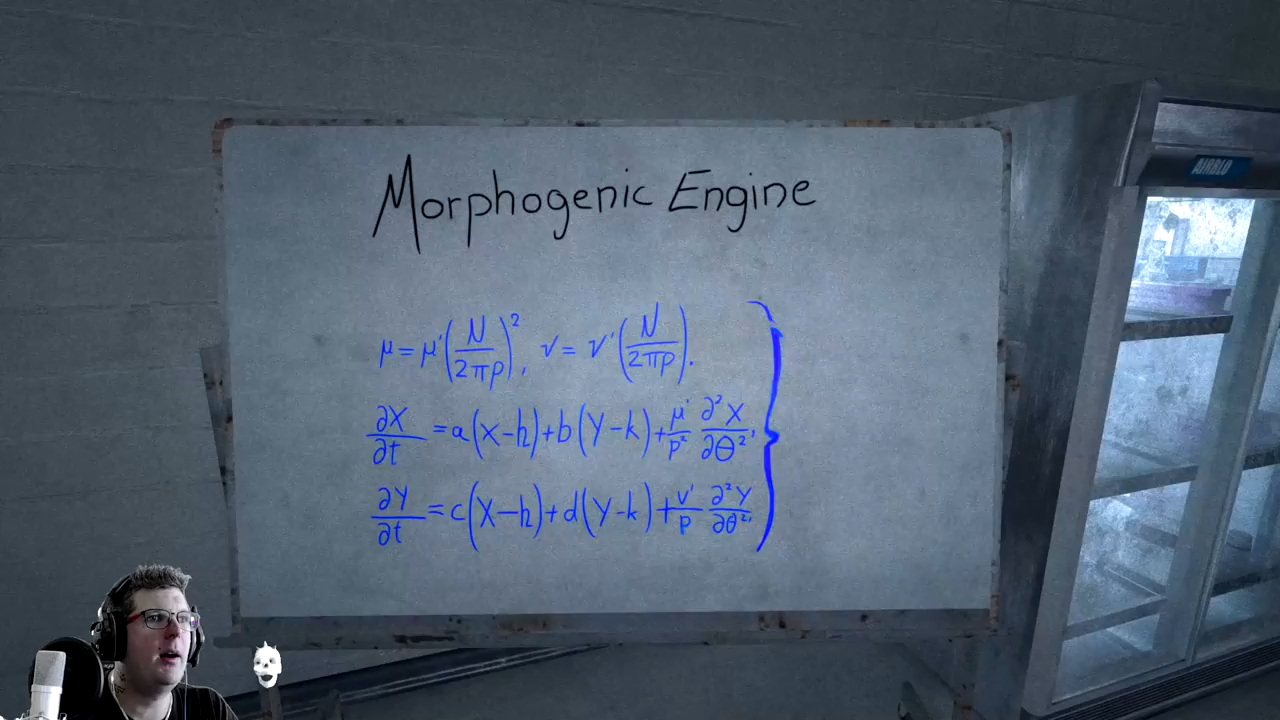 Morphogenic Engine
AIRBLO
μ = μ'(N/2πρ)², ν = ν'(N/2πρ).
∂X/∂t = a(X-h)+b(Y-k)+μ'/ρ² ∂²X/∂θ²,
∂Y/∂t = c(X-h)+d(Y-k)+ν'/ρ ∂²Y/∂θ²,